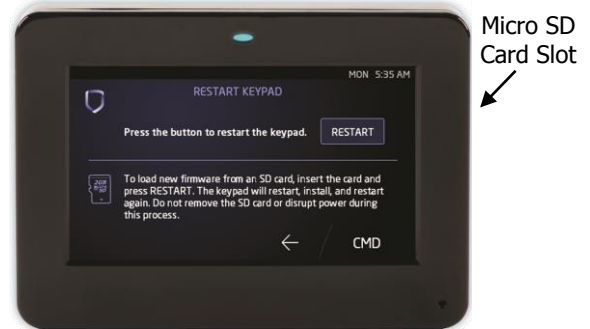 Micro SD
Card Slot
MON 5:35 AM
RESTART KEYPAD
Press the button to restart the keypad.
RESTART
To load new firmware from an SD card, insert the card and
press RESTART. The keypad will restart, install, and restart
again. Do not remove the SD card or disrupt power during
this process.
CMD